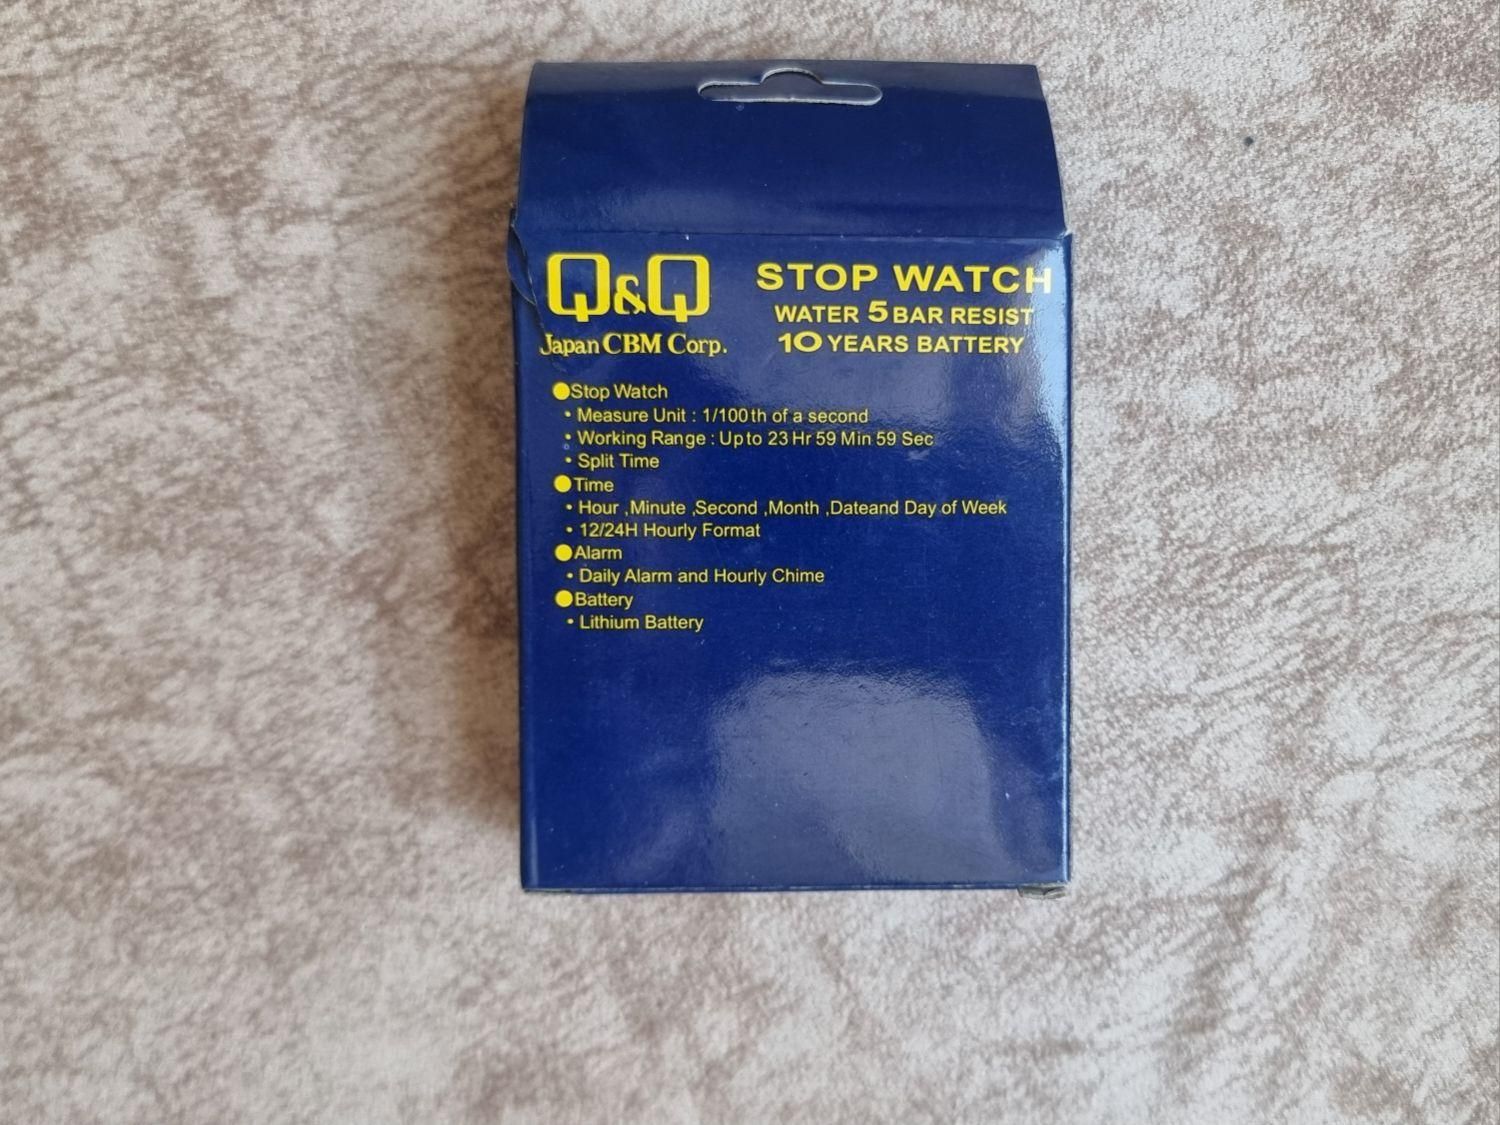 Q&Q
Japan CBM Corp.
STOP WATCH
WATER 5 BAR RESIST
10 YEARS BATTERY
●Stop Watch
• Measure Unit : 1/100th of a second
• Working Range : Up to 23 Hr 59 Min 59 Sec
• Split Time
●Time
• Hour ,Minute ,Second ,Month ,Dateand Day of Week
• 12/24H Hourly Format
●Alarm
• Daily Alarm and Hourly Chime
●Battery
• Lithium Battery